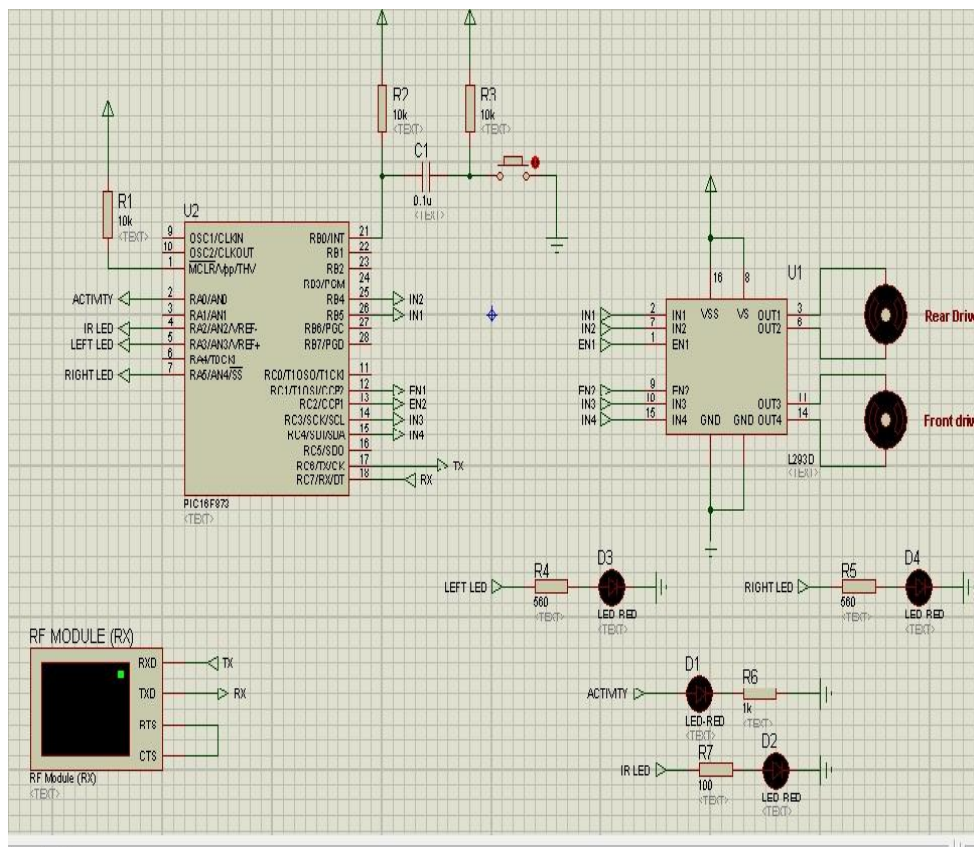 R2
10k
<TEXT>
R3
10k
<TEXT>
C1
0.1u
<TEXT>
R1
10k
<TEXT>
U2
9 OSC1/CLKIN
10 OSC2/CLKOUT
1 MCLR/Vpp/THV
ACTIVITY 2 RA0/AN0
3 RA1/AN1
IR LED 4 RA2/AN2/VREF-
LEFT LED 5 RA3/AN3/VREF+
6 RA4/T0CKI
RIGHT LED 7 RA5/AN4/SS
RB0/INT 21
RB1 22
RB2 23
RB3/PGM 24
RB4 25 IN2
RB5 26 IN1
RB6/PGC 27
RB7/PGD 28
RC0/T1OSO/T1CKI 11
RC1/T1OSI/CCP2 12 EN1
RC2/CCP1 13 EN2
RC3/SCK/SCL 14 IN3
RC4/SDI/SDA 15 IN4
RC5/SDO 16
RC6/TX/CK 17 TX
RC7/RX/DT 18 RX
PIC16F873
<TEXT>
U1
16 8
VSS VS
IN1 2 IN1
IN2 7 IN2
EN1 1 EN1
EN2 9 EN2
IN3 10 IN3
IN4 15 IN4
OUT1 3
OUT2 6
OUT3 11
OUT4 14
GND GND
L293D
<TEXT>
Rear Driv
Front driv
LEFT LED
R4
560
<TEXT>
D3
LED-RED
<TEXT>
RIGHT LED
R5
560
<TEXT>
D4
LED-RED
<TEXT>
RF MODULE (RX)
RXD TX
TXD RX
RTS
CTS
RF Module (RX)
<TEXT>
ACTIVITY
D1
LED-RED
<TEXT>
R6
1k
<TEXT>
IR LED
R7
100
<TEXT>
D2
LED-RED
<TEXT>